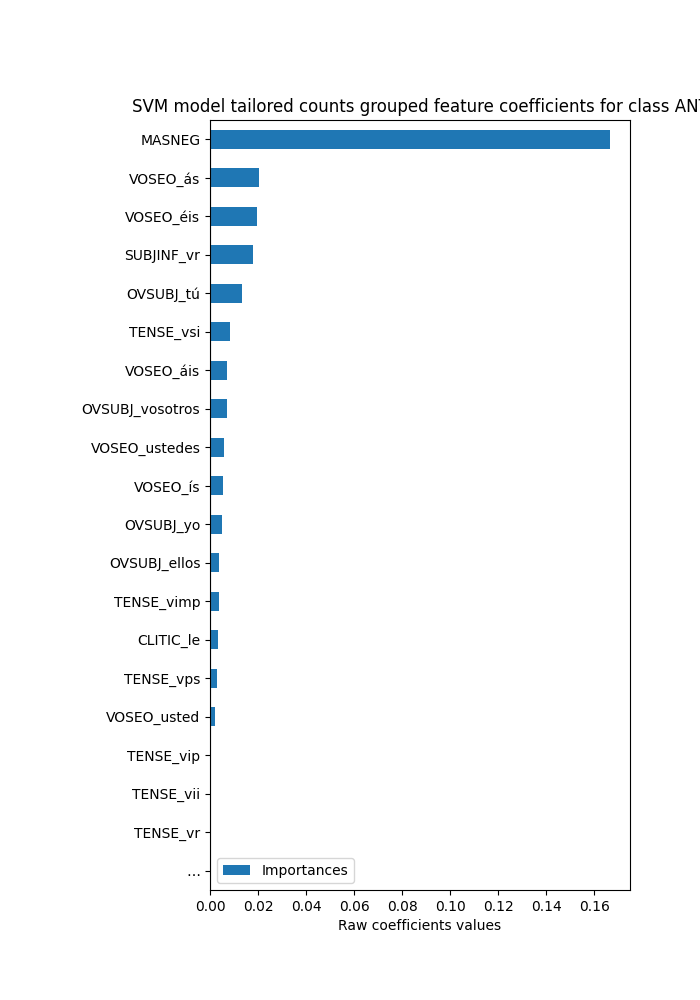 SVM model tailored counts grouped feature coefficients for class AN
MASNEG
VOSEO_ás
VOSEO_éis
SUBJINF_vr
OVSUBJ_tú
TENSE_vsi
VOSEO_áis
OVSUBJ_vosotros
VOSEO_ustedes
VOSEO_ís
OVSUBJ_yo
OVSUBJ_ellos
TENSE_vimp
CLITIC_le
TENSE_vps
VOSEO_usted
TENSE_vip
TENSE_vii
TENSE_vr
...
Importances
0.00 0.02 0.04 0.06 0.08 0.10 0.12 0.14 0.16
Raw coefficients values